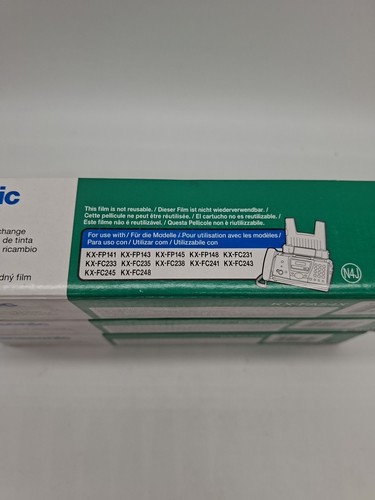 ic
change
de tinta
ricambio
dný film
This film is not reusable. / Dieser Film ist nicht wiederverwendbar. /
Cette pellicule ne peut être réutilisée. / El cartucho no es reutilizable. /
Este filme não é reutilizável. / Questa Pellicole non è riutilizzabile.
For use with / Für die Modelle / Pour utilisation avec les modèles /
Para uso con / Utilizar com / Utilizzabile con
KX-FP141 KX-FP143 KX-FP145 KX-FP148 KX-FC231
KX-FC233 KX-FC235 KX-FC238 KX-FC241 KX-FC243
KX-FC245 KX-FC248
N4J